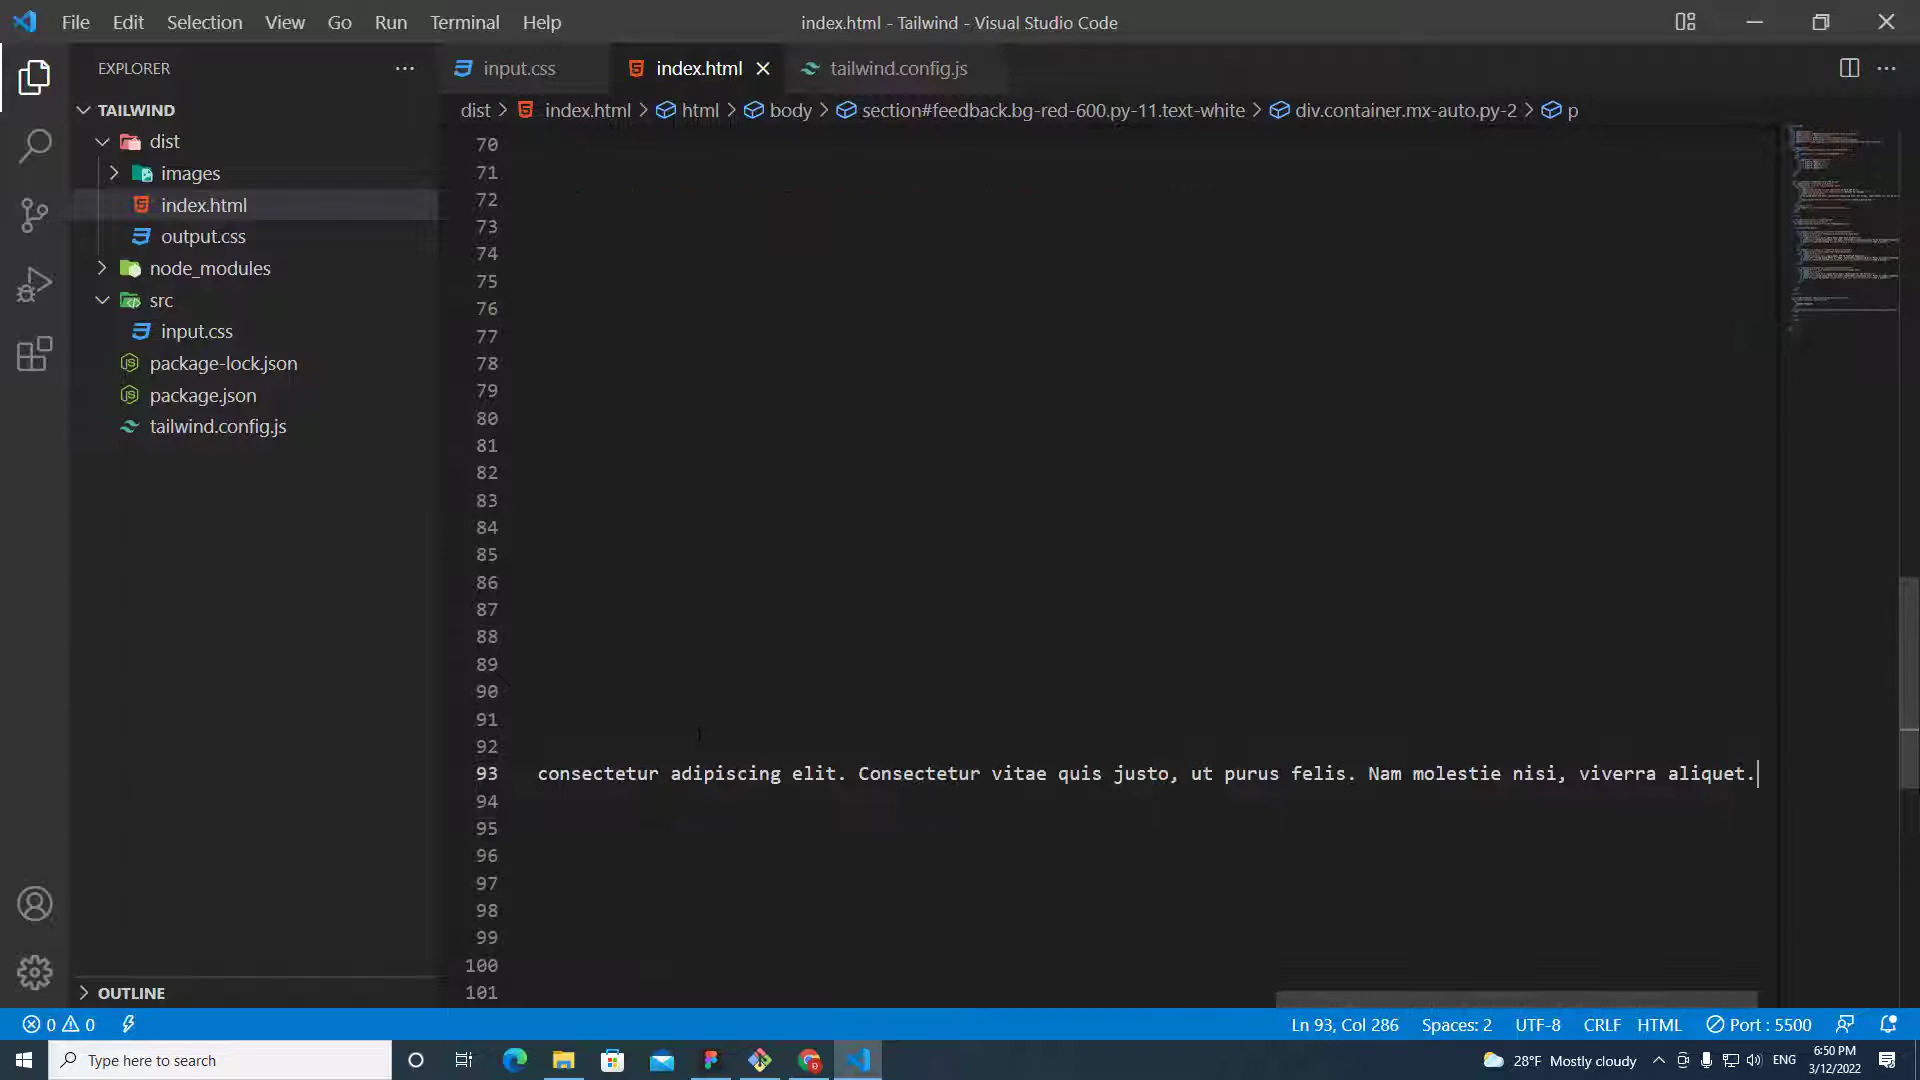 File Edit Selection View Go Run Terminal Help
index.html - Tailwind - Visual Studio Code
EXPLORER
input.css
index.html
tailwind.config.js
TAILWIND
dist > index.html > html > body > section#feedback.bg-red-600.py-11.text-white > div.container.mx-auto.py-2 > p
dist
images
index.html
output.css
node_modules
src
input.css
package-lock.json
package.json
tailwind.config.js
70
71
72
73
74
75
76
77
78
79
80
81
82
83
84
85
86
87
88
89
90
91
92
93 consectetur adipiscing elit. Consectetur vitae quis justo, ut purus felis. Nam molestie nisi, viverra aliquet.
94
95
96
97
98
99
100
101
OUTLINE
0 0
Ln 93, Col 286 Spaces: 2 UTF-8 CRLF HTML Port : 5500
Type here to search
28°F Mostly cloudy ENG
6:50 PM
3/12/2022